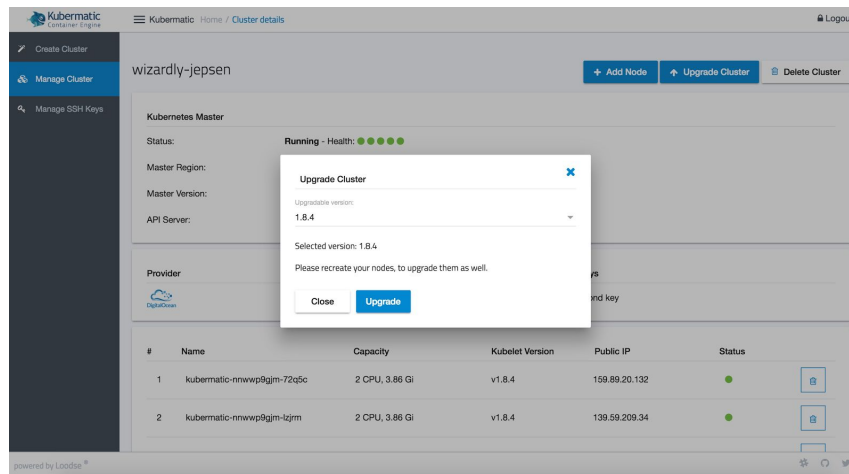 Kubermatic
Container Engine
Kubermatic Home / Cluster details
Logou
Create Cluster
Manage Cluster
Manage SSH Keys
wizardly-jepsen
+ Add Node
Upgrade Cluster
Delete Cluster
Kubernetes Master
Status: Running - Health:
Master Region:
Master Version:
API Server:
Upgrade Cluster
Upgradable version:
1.8.4
Selected version: 1.8.4
Please recreate your nodes, to upgrade them as well.
Close
Upgrade
Provider
DigitalOcean
ys
ond key
# Name Capacity Kubelet Version Public IP Status
1 kubermatic-nnwwp9gjm-72q5c 2 CPU, 3.86 Gi v1.8.4 159.89.20.132
2 kubermatic-nnwwp9gjm-lzjrm 2 CPU, 3.86 Gi v1.8.4 139.59.209.34
powered by Loodse ®